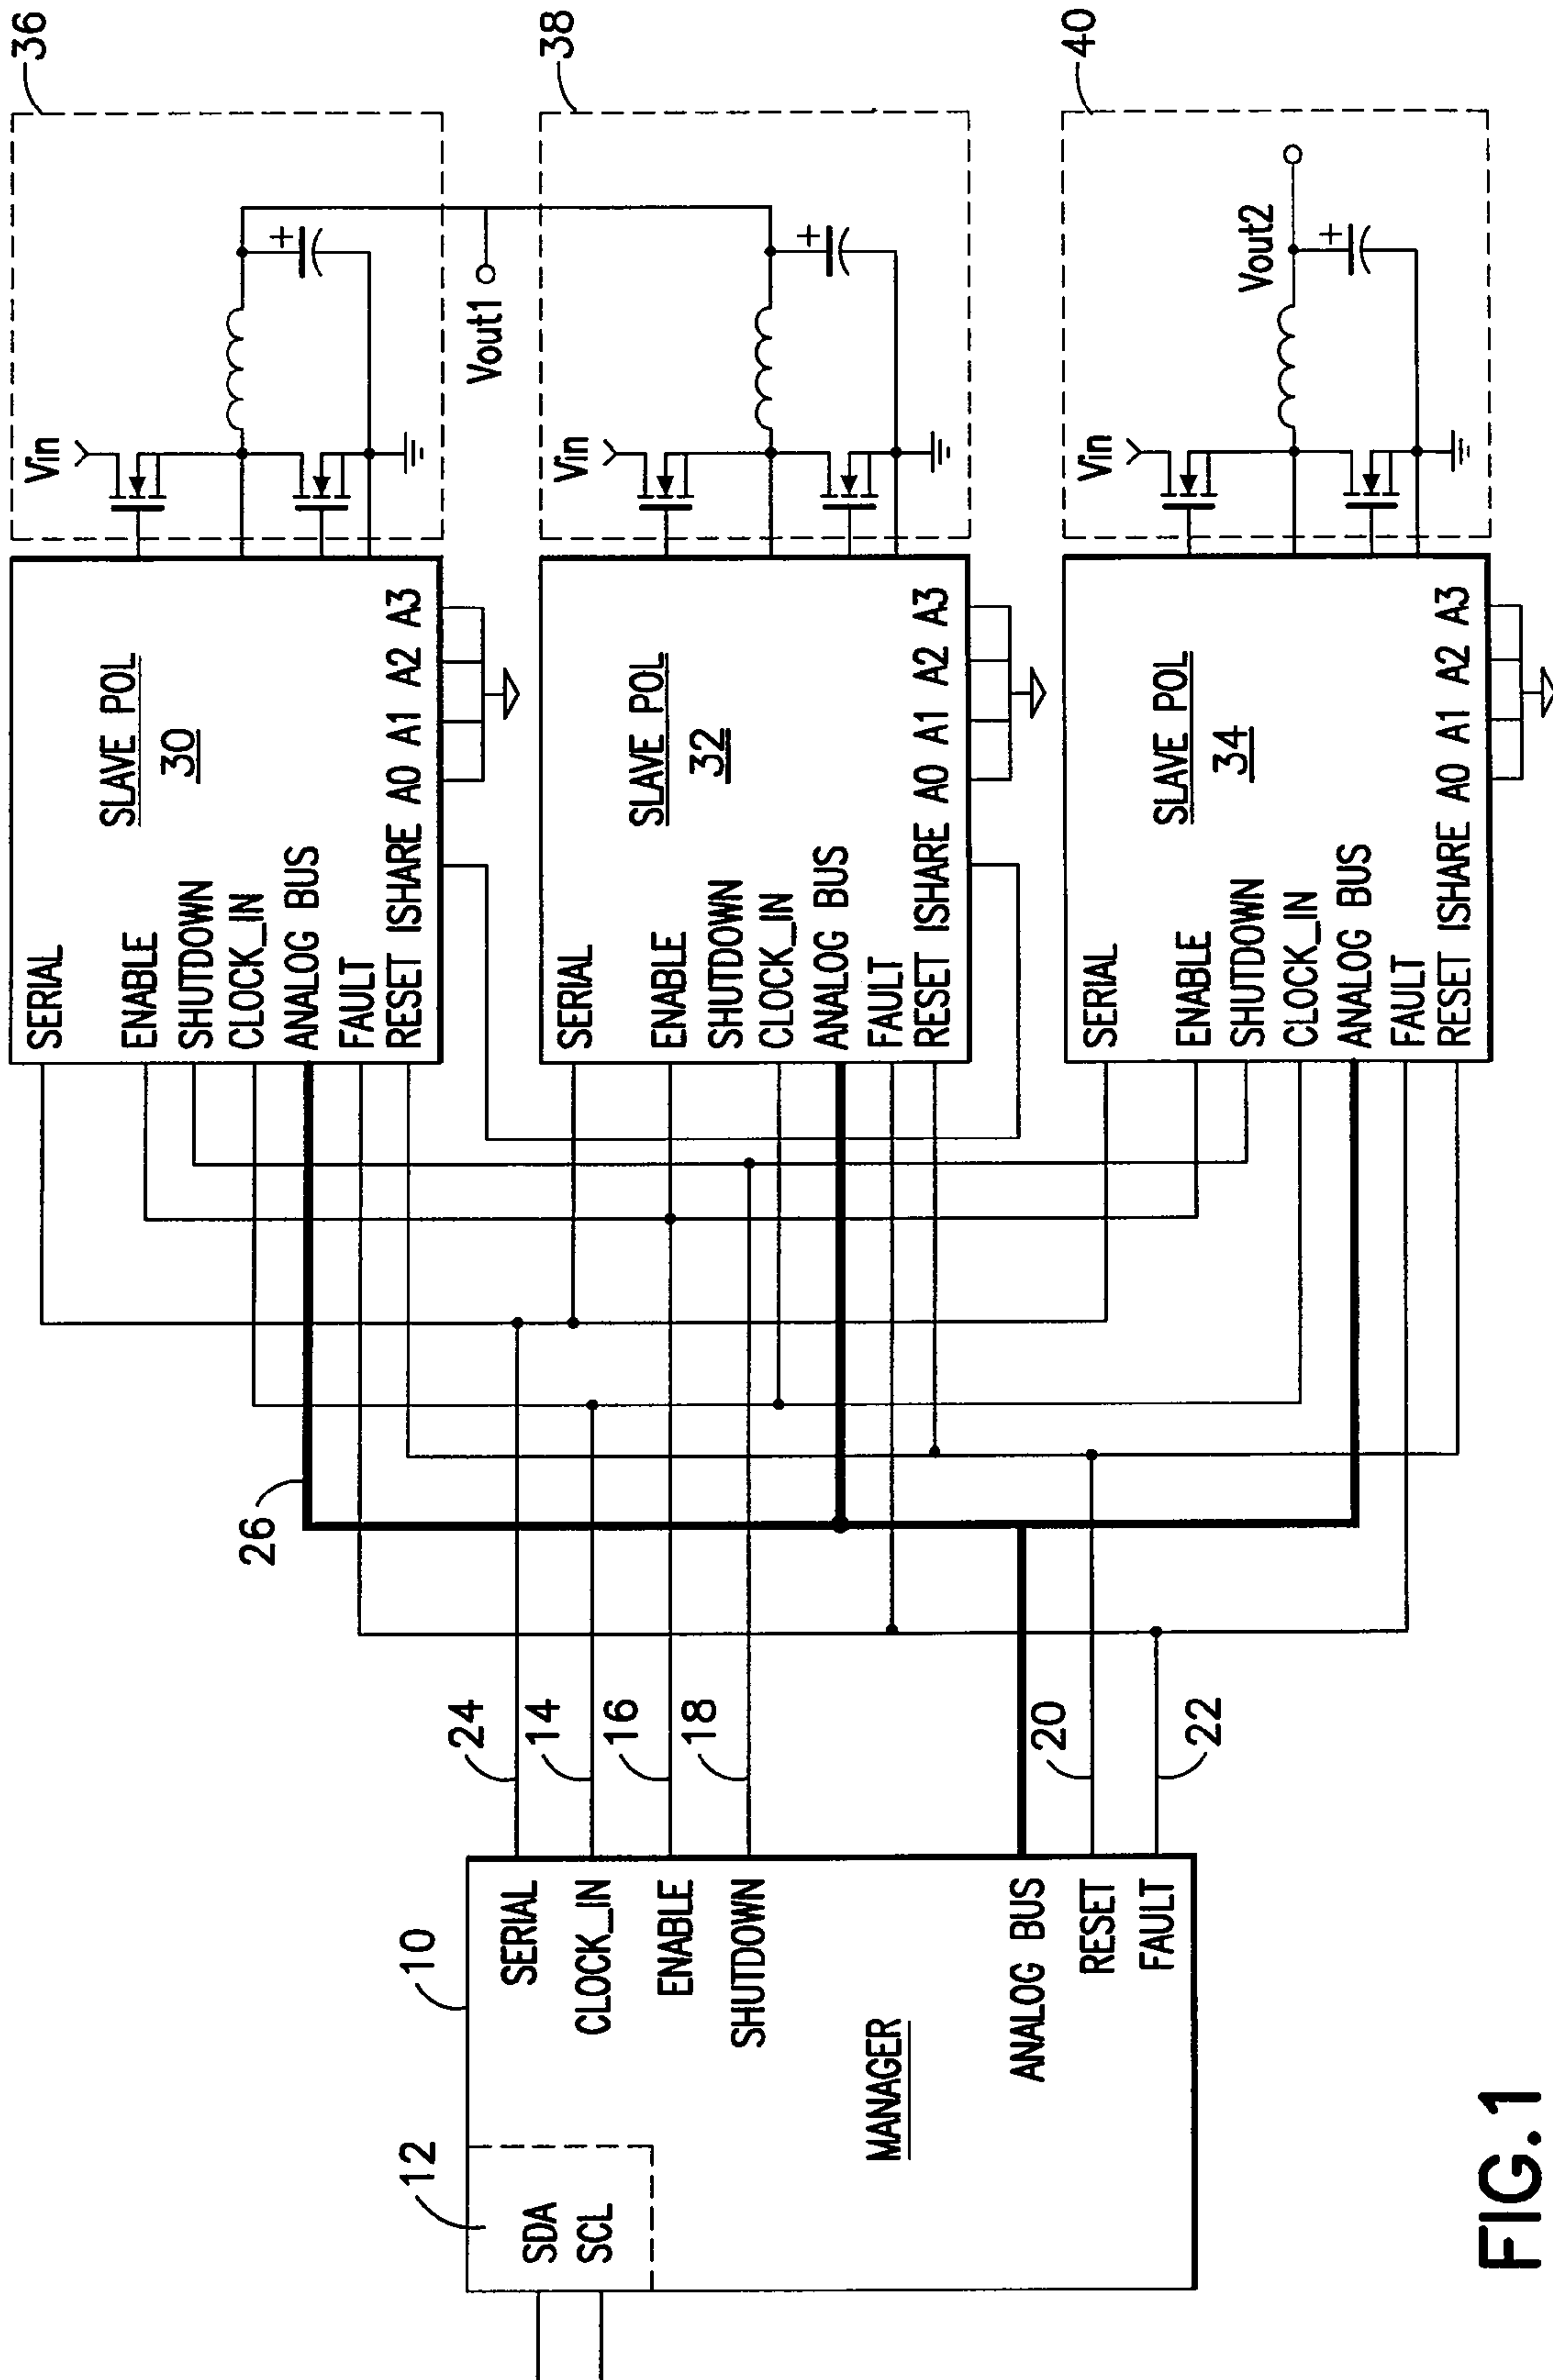 10
12
SDA
SCL
SERIAL
CLOCK_IN
ENABLE
SHUTDOWN
MANAGER
ANALOG BUS
RESET
FAULT
24
14
16
18
20
22
26
SERIAL
ENABLE
SHUTDOWN
CLOCK_IN
ANALOG BUS
FAULT
RESET ISHARE A0 A1 A2 A3
SLAVE POL
30
Vin
36
Vout1
SERIAL
ENABLE
SHUTDOWN
CLOCK_IN
ANALOG BUS
FAULT
RESET ISHARE A0 A1 A2 A3
SLAVE POL
32
Vin
38
SERIAL
ENABLE
SHUTDOWN
CLOCK_IN
ANALOG BUS
FAULT
RESET ISHARE A0 A1 A2 A3
SLAVE POL
34
Vin
Vout2
40
+
+
+
FIG.1